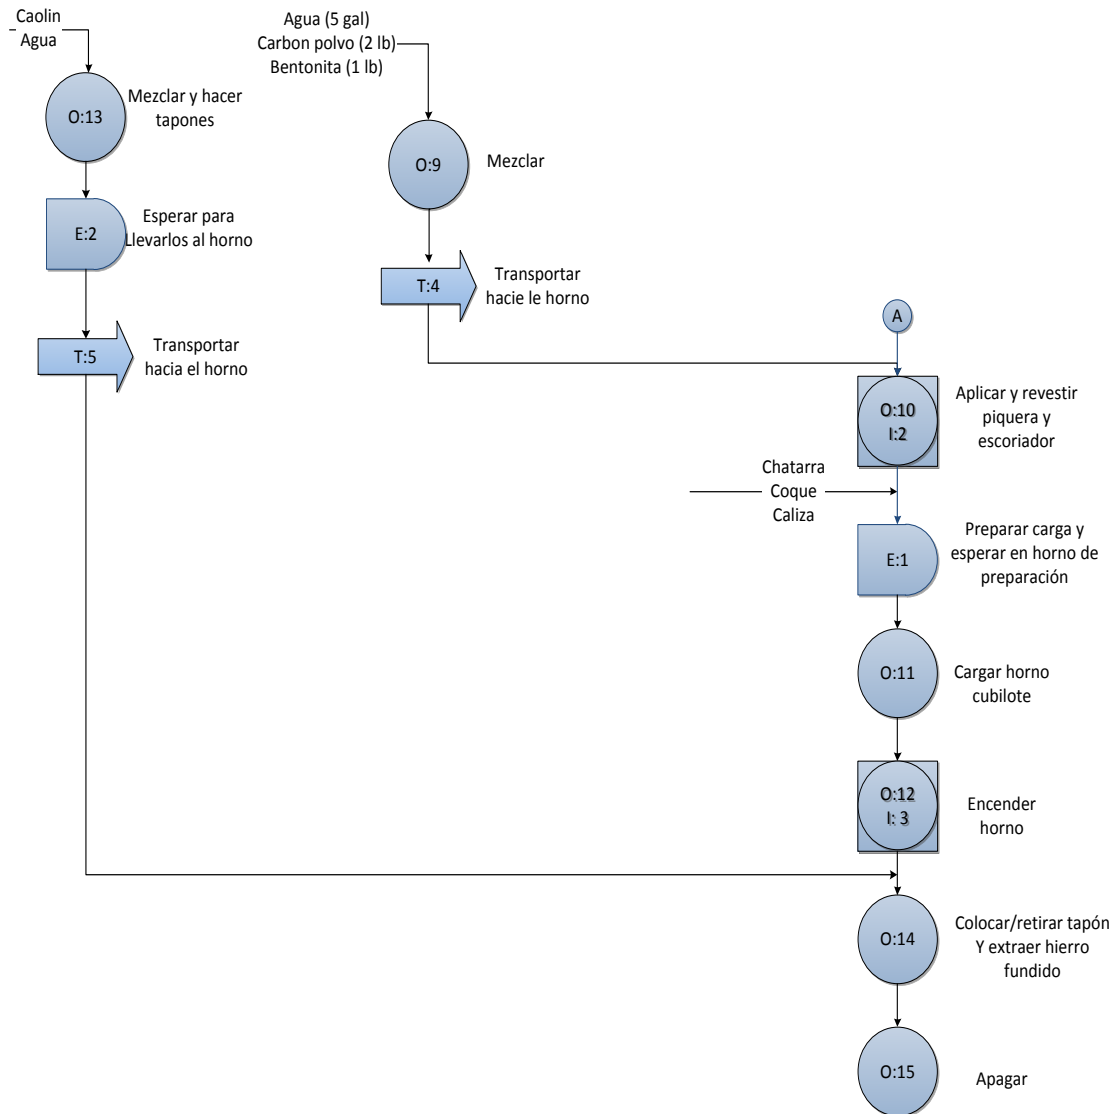 Caolin
Agua
O:13
Mezclar y hacer
tapones
E:2
Esperar para
Llevarlos al horno
T:5
Transportar
hacia el horno
Agua (5 gal)
Carbon polvo (2 lb)
Bentonita (1 lb)
O:9
Mezclar
T:4
Transportar
hacie le horno
A
O:10
I:2
Aplicar y revestir
piquera y
escoriador
Chatarra
Coque
Caliza
E:1
Preparar carga y
esperar en horno de
preparación
O:11
Cargar horno
cubilote
O:12
I: 3
Encender
horno
O:14
Colocar/retirar tapón
Y extraer hierro
fundido
O:15
Apagar